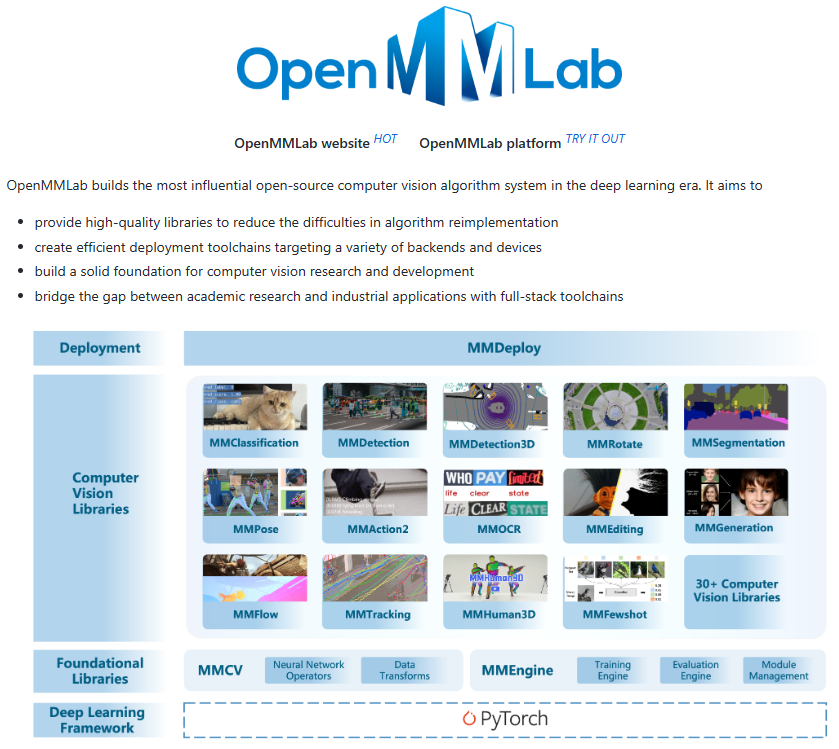 Open MM Lab
OpenMMLab website HOT OpenMMLab platform TRY IT OUT
OpenMMLab builds the most influential open-source computer vision algorithm system in the deep learning era. It aims to
• provide high-quality libraries to reduce the difficulties in algorithm reimplementation
• create efficient deployment toolchains targeting a variety of backends and devices
• build a solid foundation for computer vision research and development
• bridge the gap between academic research and industrial applications with full-stack toolchains
Deployment
MMDeploy
Computer
Vision
Libraries
MMClassification
MMDetection
MMDetection3D
MMRotate
MMSegmentation
WHO PAY limited
life clear state
Life CLEAR STATE
MMPose
MMAction2
MMOCR
MMEditing
MMGeneration
MMHuman3D
MMFlow
MMTracking
MMHuman3D
MMFewshot
30+ Computer
Vision Libraries
Foundational
Libraries
MMCV
Neural Network
Operators
Data
Transforms
MMEngine
Training
Engine
Evaluation
Engine
Module
Management
Deep Learning
Framework
PyTorch